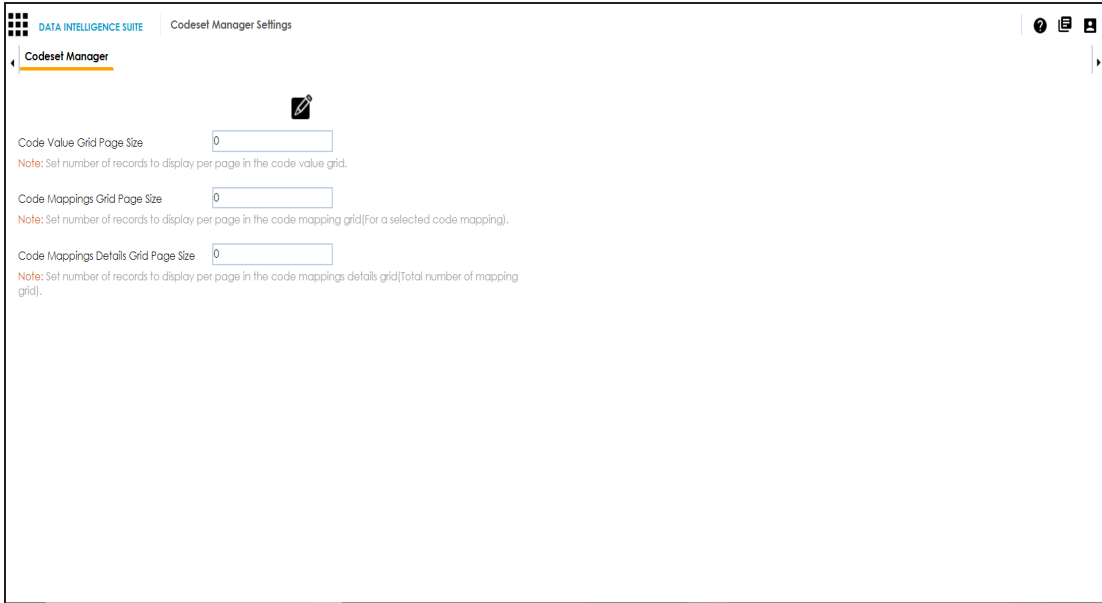 DATA INTELLIGENCE SUITE Codeset Manager Settings
Codeset Manager
Code Value Grid Page Size 0
Note: Set number of records to display per page in the code value grid.
Code Mappings Grid Page Size 0
Note: Set number of records to display per page in the code mapping grid(For a selected code mapping).
Code Mappings Details Grid Page Size 0
Note: Set number of records to display per page in the code mappings details grid(Total number of mapping
grid).